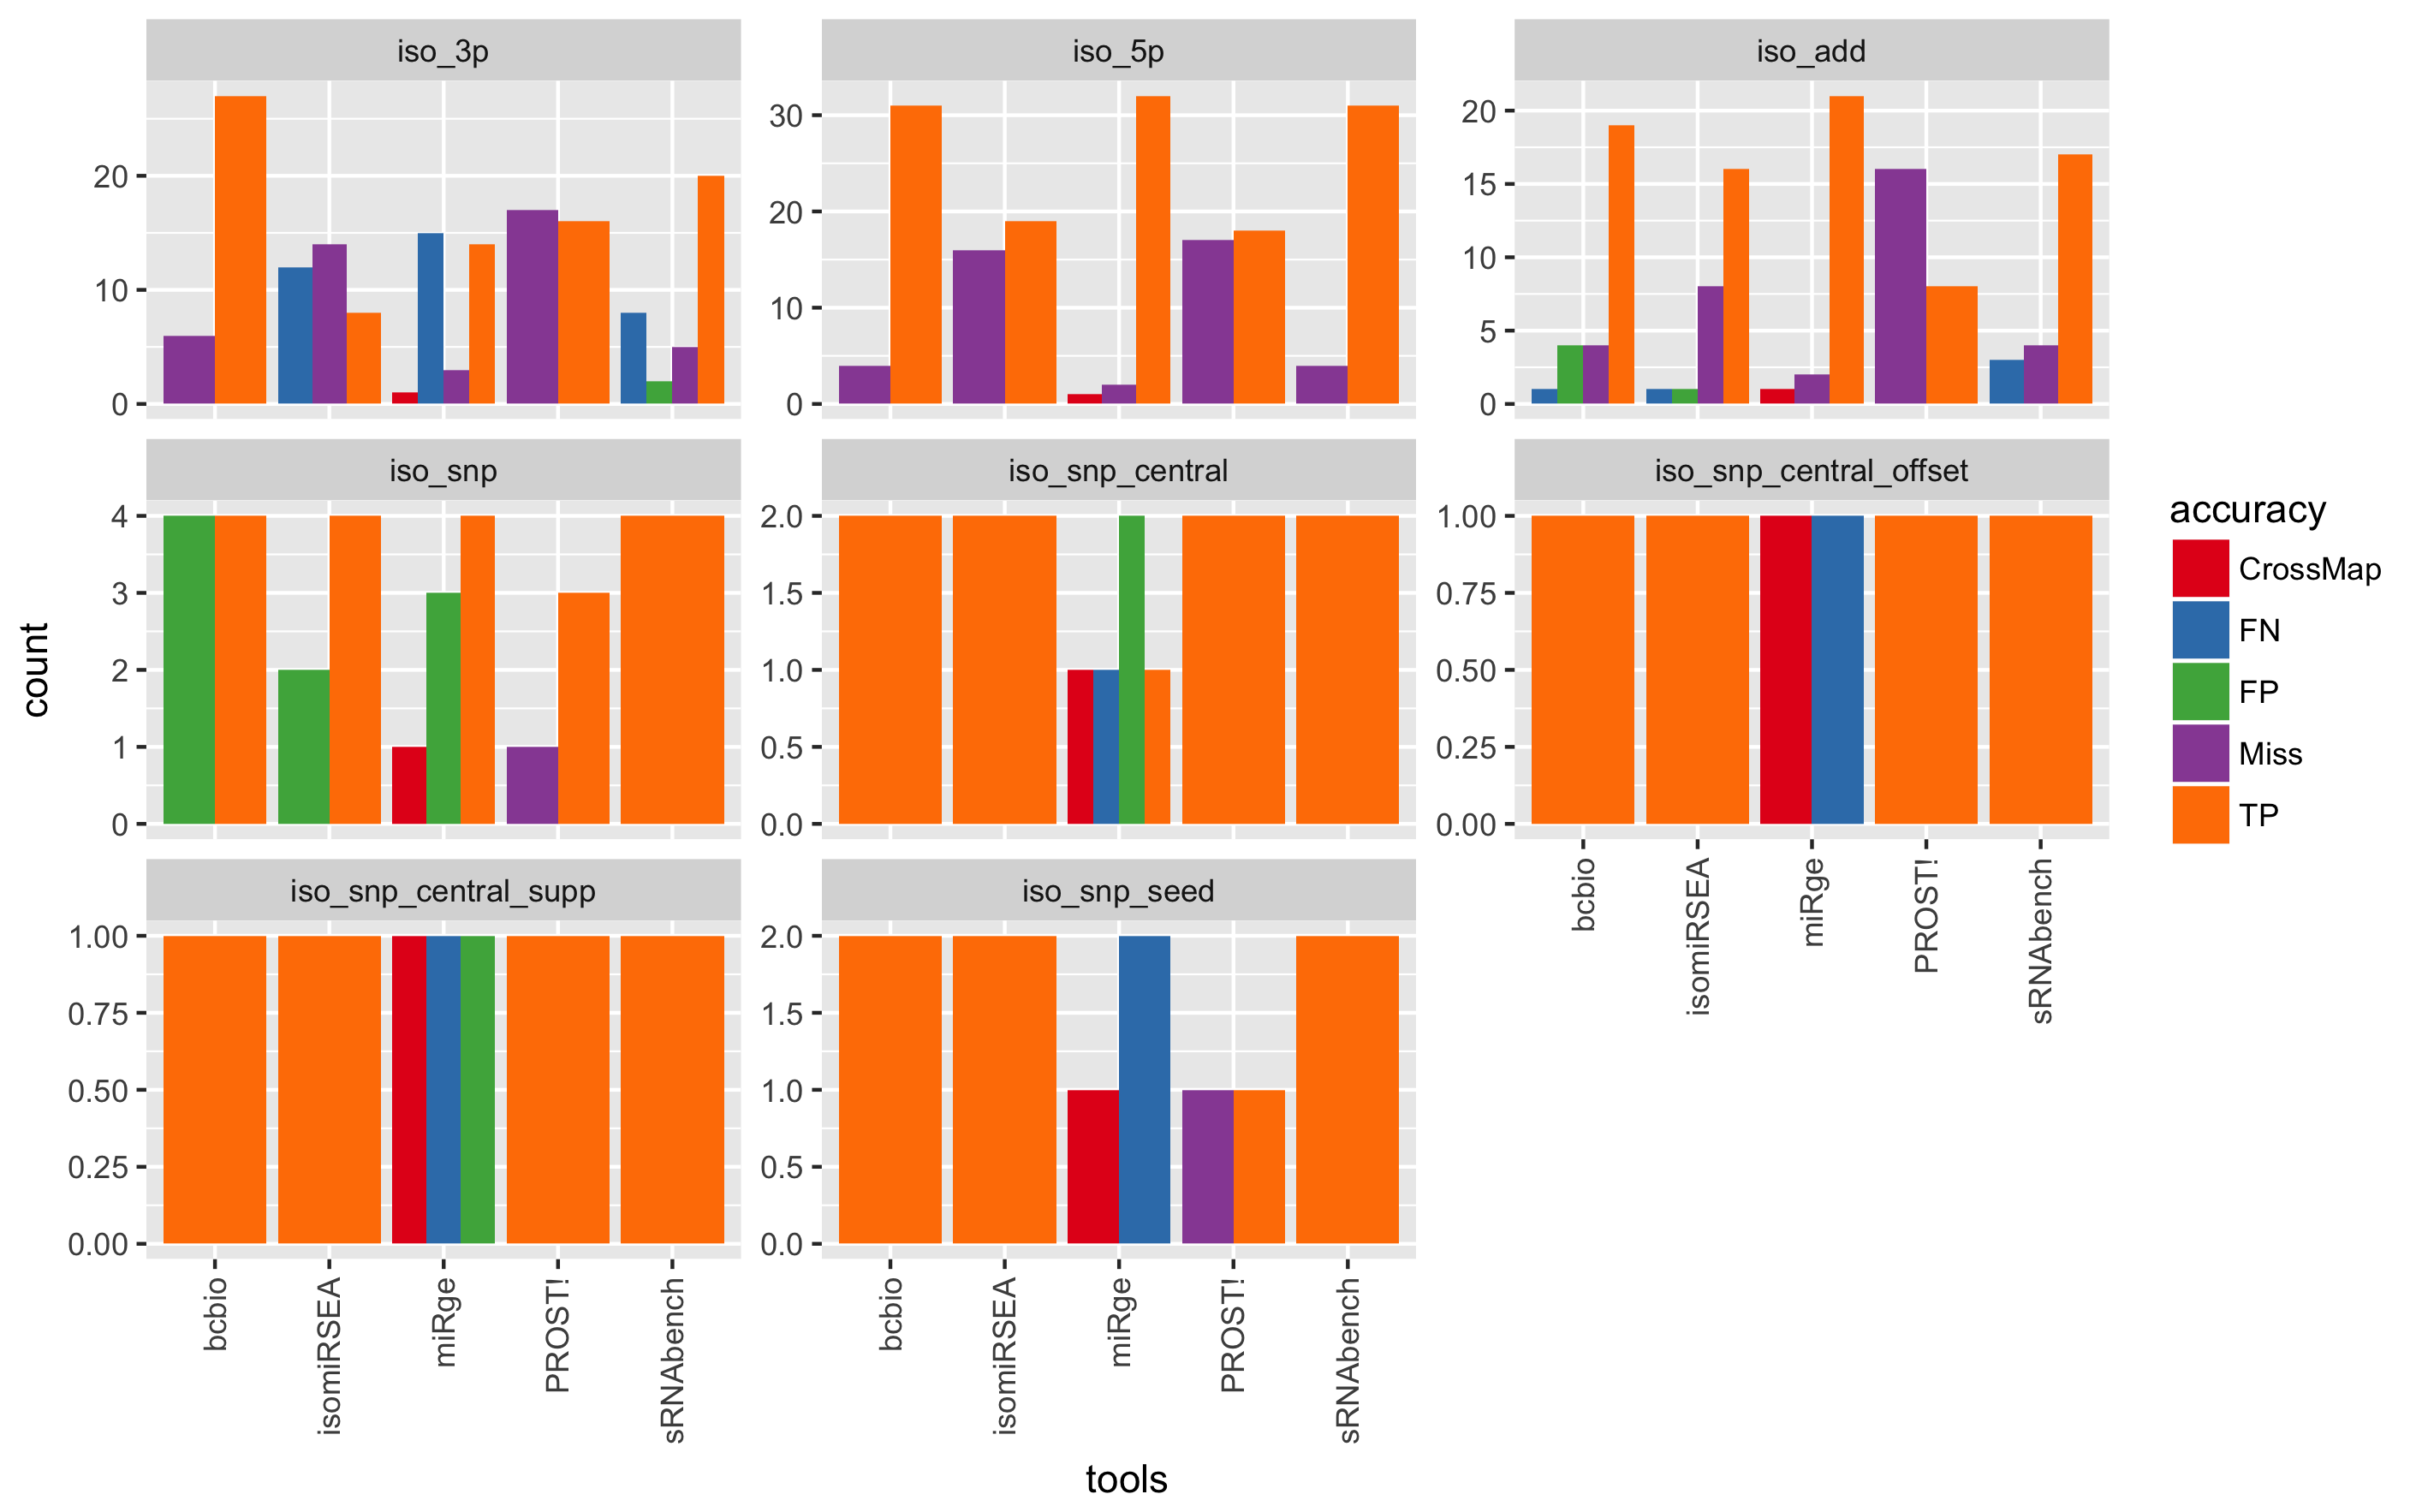 iso_3p
iso_5p
iso_add
20
10
0
30
20
10
0
20
15
10
5
0
iso_snp
iso_snp_central
iso_snp_central_offset
4
3
2
1
0
2.0
1.5
1.0
0.5
0.0
1.00
0.75
0.50
0.25
0.00
bcbio
isomiRSEA
miRge
PROST!
sRNAbench
iso_snp_central_supp
iso_snp_seed
1.00
0.75
0.50
0.25
0.00
2.0
1.5
1.0
0.5
0.0
bcbio
isomiRSEA
miRge
PROST!
sRNAbench
bcbio
isomiRSEA
miRge
PROST!
sRNAbench
count
tools
accuracy
CrossMap
FN
FP
Miss
TP